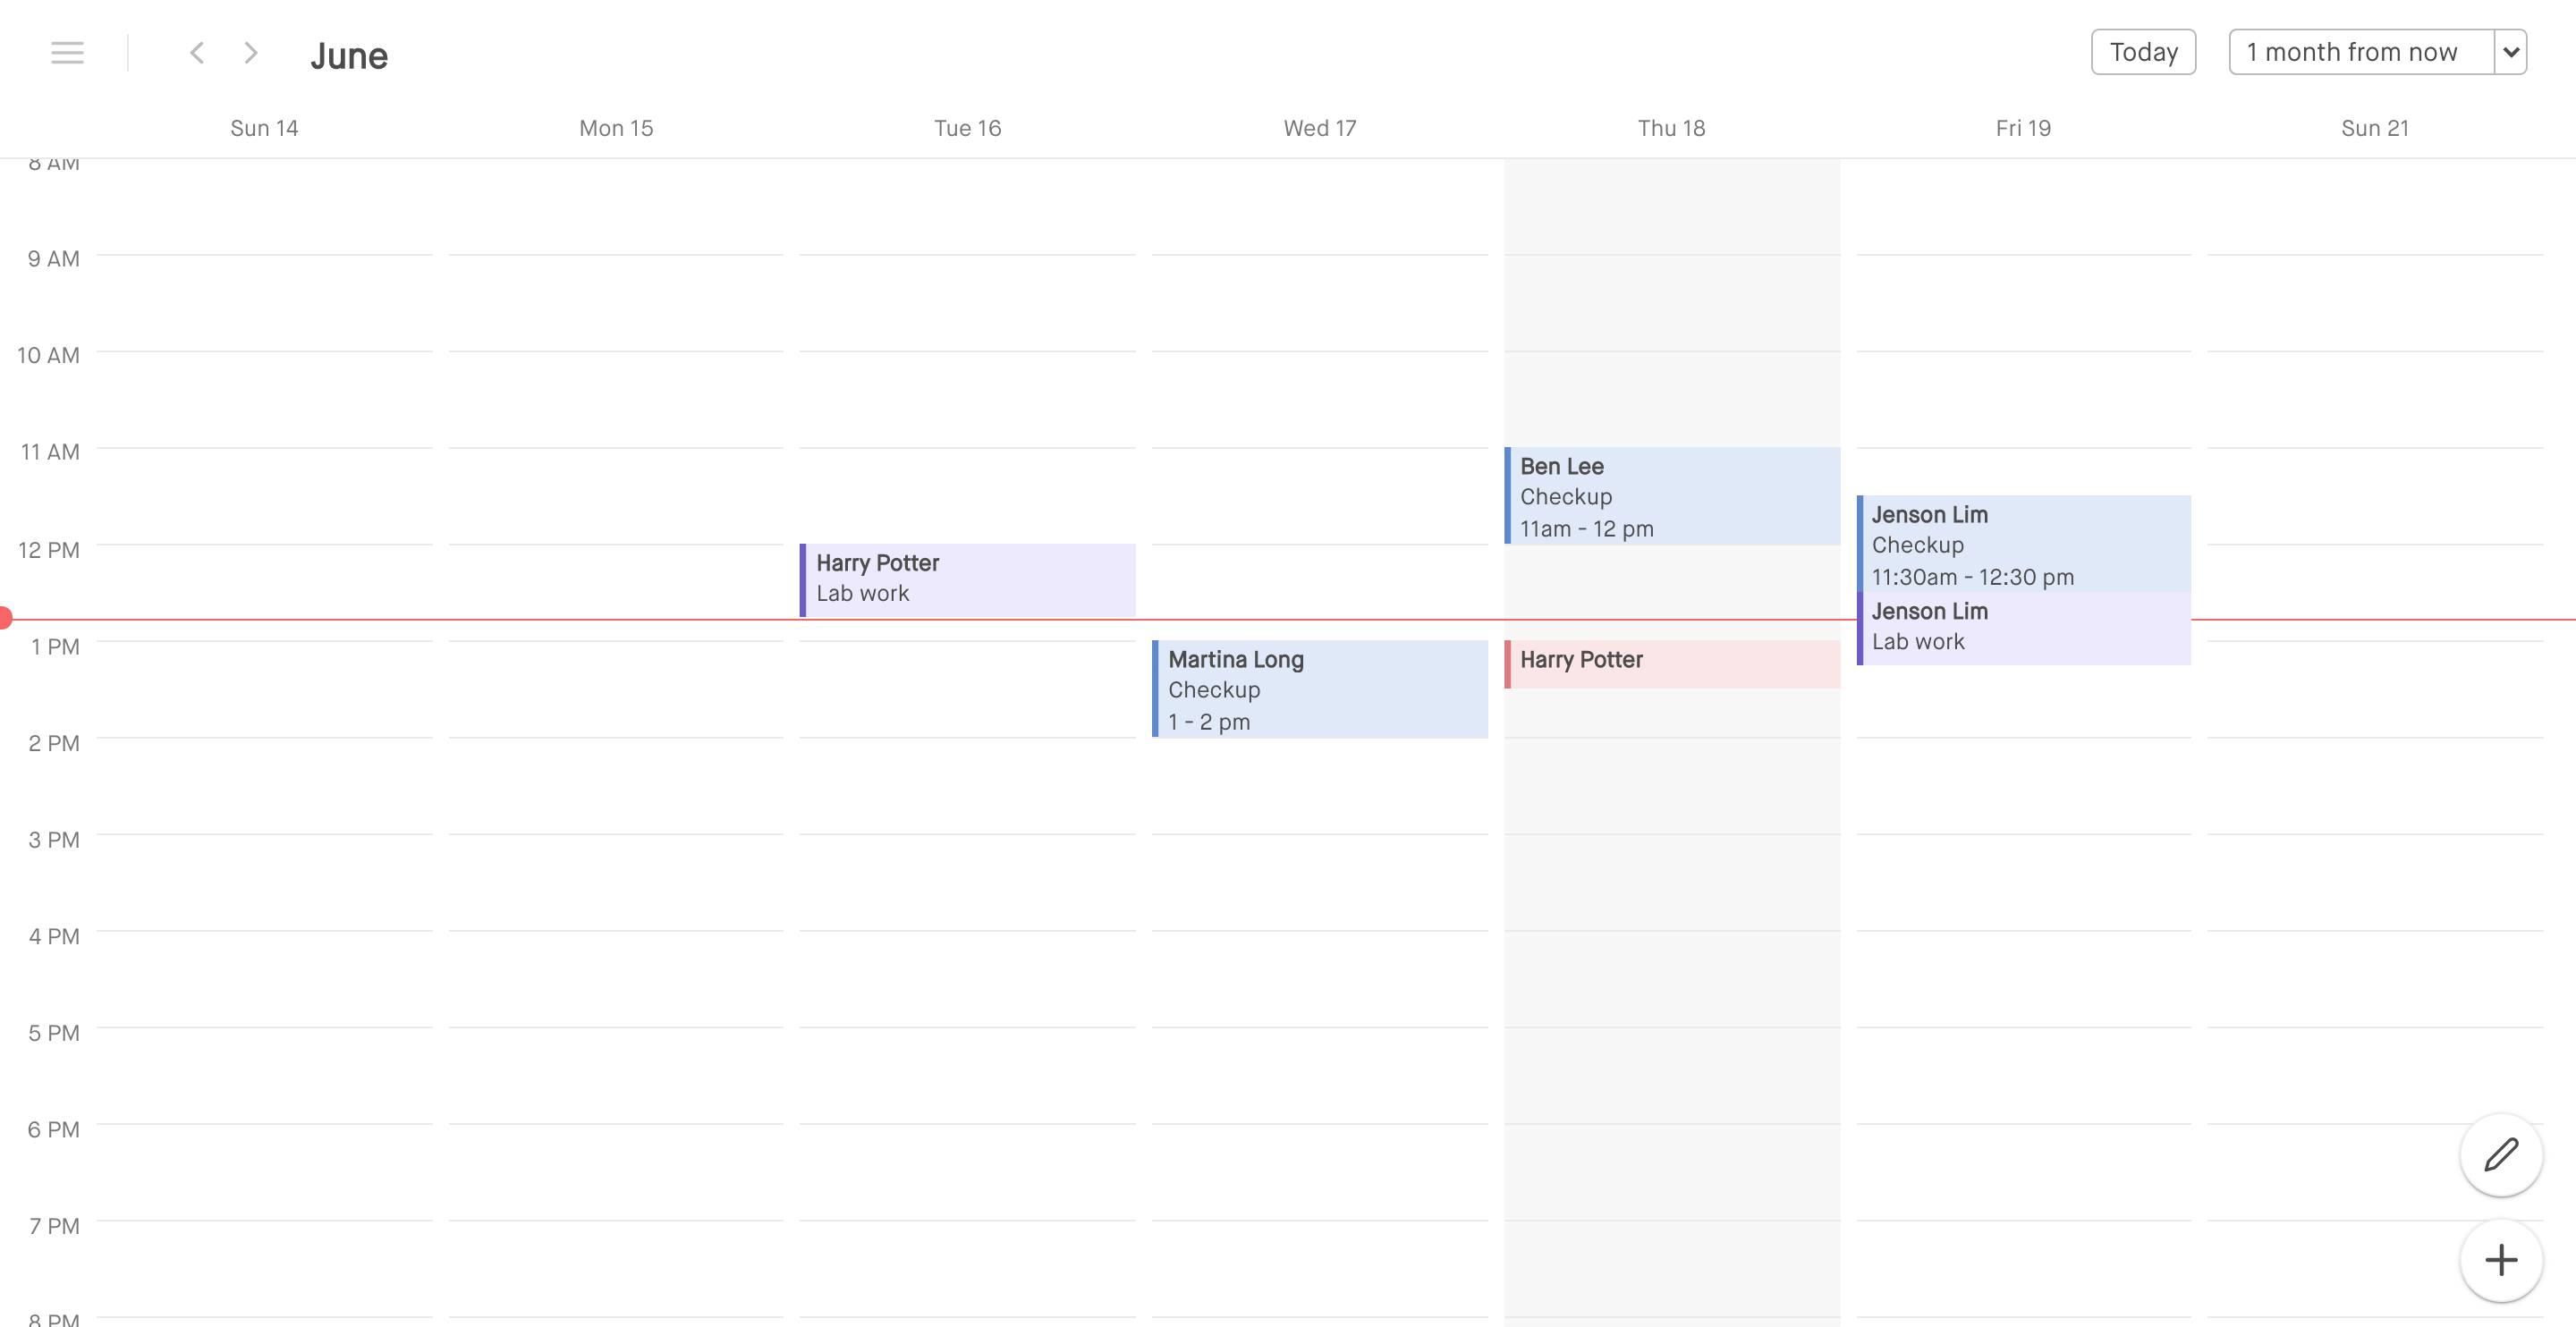 June
Today
1 month from now
Sun 14
Mon 15
Tue 16
Wed 17
Thu 18
Fri 19
Sun 21
8 AM
9 AM
10 AM
11 AM
Ben Lee
Checkup
11am - 12 pm
Jenson Lim
Checkup
11:30am - 12:30 pm
12 PM
Harry Potter
Lab work
Jenson Lim
Lab work
1 PM
Martina Long
Checkup
1 - 2 pm
Harry Potter
2 PM
3 PM
4 PM
5 PM
6 PM
7 PM
8 PM